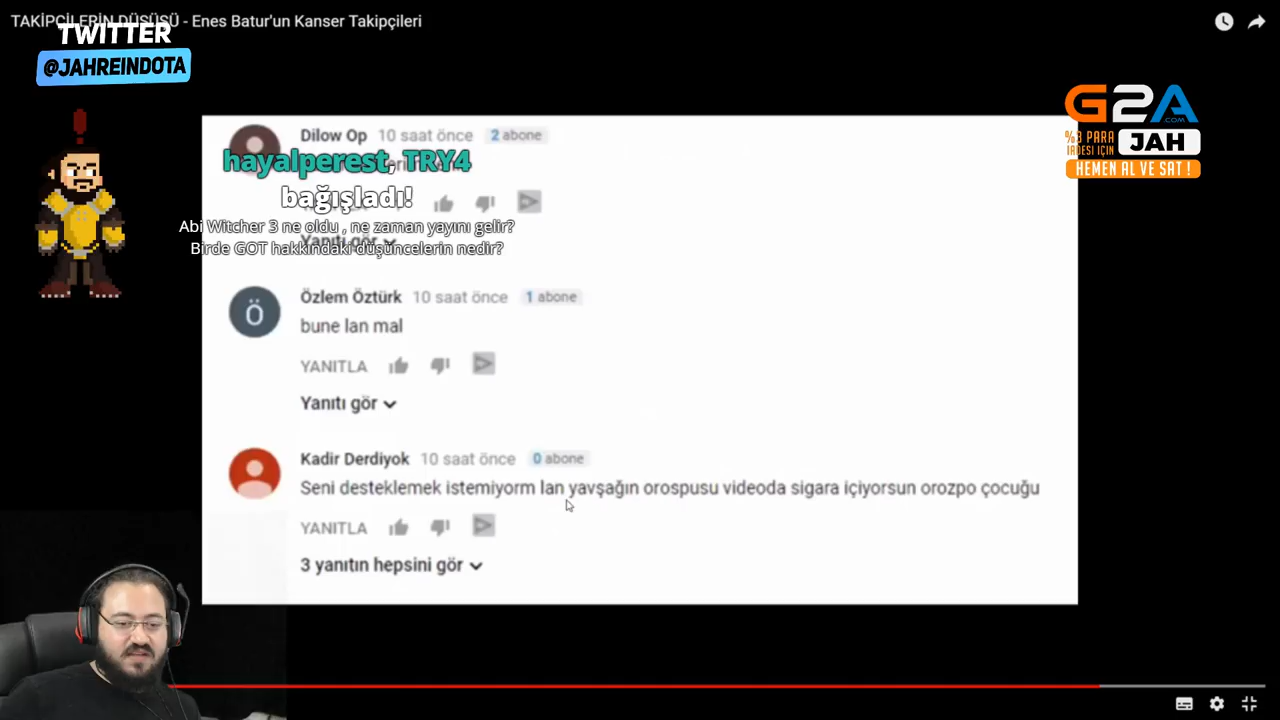 TAKİPÇİLERİN DÜŞÜŞÜ - Enes Batur'un Kanser Takipçileri
TWITTER
@JAHREINDOTA
G2A
.COM
%3 PARA
İADESİ İÇİN
JAH
HEMEN AL VE SAT !
Dilow Op 10 saat önce 2 abone
hayalperest, TRY4
bağışladı!
Abi Witcher 3 ne oldu , ne zaman yayını gelir?
Birde GOT hakkındaki düşüncelerin nedir?
Yanıtı gör
Özlem Öztürk 10 saat önce 1 abone
Ö
bune lan mal
YANITLA
Yanıtı gör
Kadir Derdiyok 10 saat önce 0 abone
Seni desteklemek istemiyorm lan yavşağın orospusu videoda sigara içiyorsun orozpo çocuğu
YANITLA
3 yanıtın hepsini gör